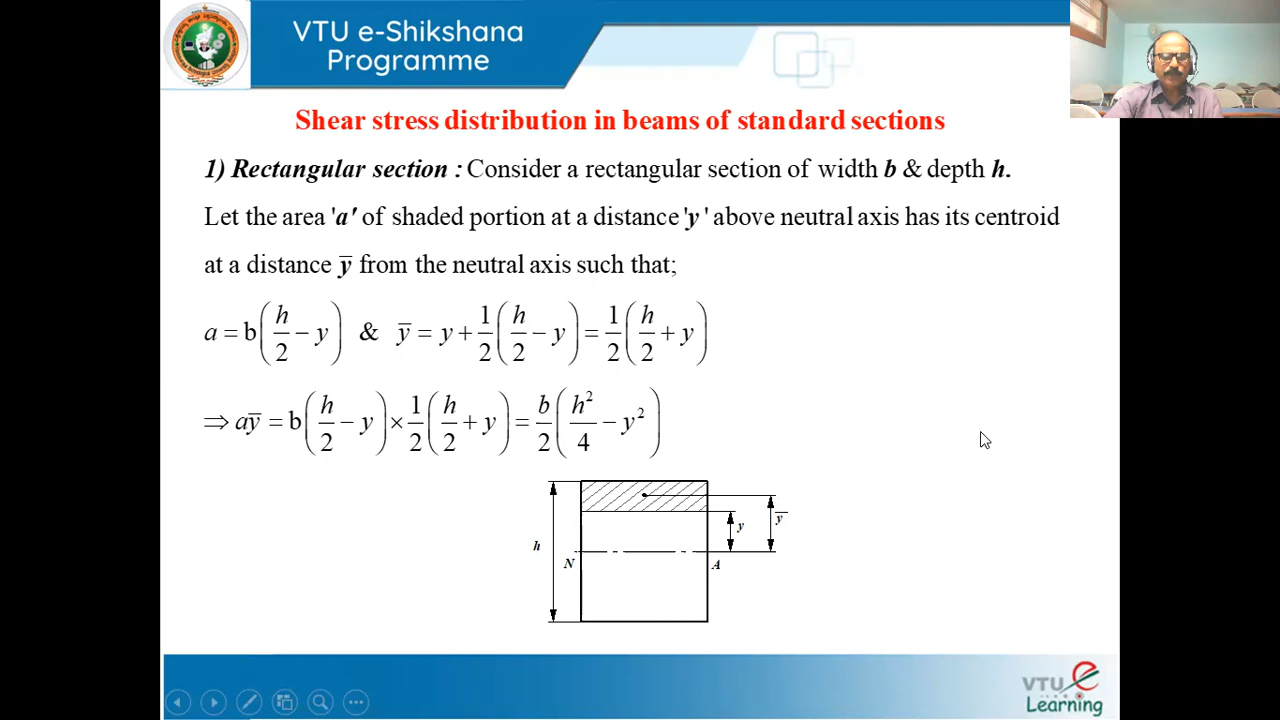 VTU e-Shikshana
Programme
Shear stress distribution in beams of standard sections
1) Rectangular section : Consider a rectangular section of width b & depth h.
Let the area 'a' of shaded portion at a distance 'y' above neutral axis has its centroid
at a distance y̅ from the neutral axis such that;
a = b(h/2 − y) & y̅ = y + 1/2(h/2 − y) = 1/2(h/2 + y)
⇒ ay̅ = b(h/2 − y) × 1/2(h/2 + y) = b/2(h²/4 − y²)
h
N
A
y
y̅
VTU e
Learning